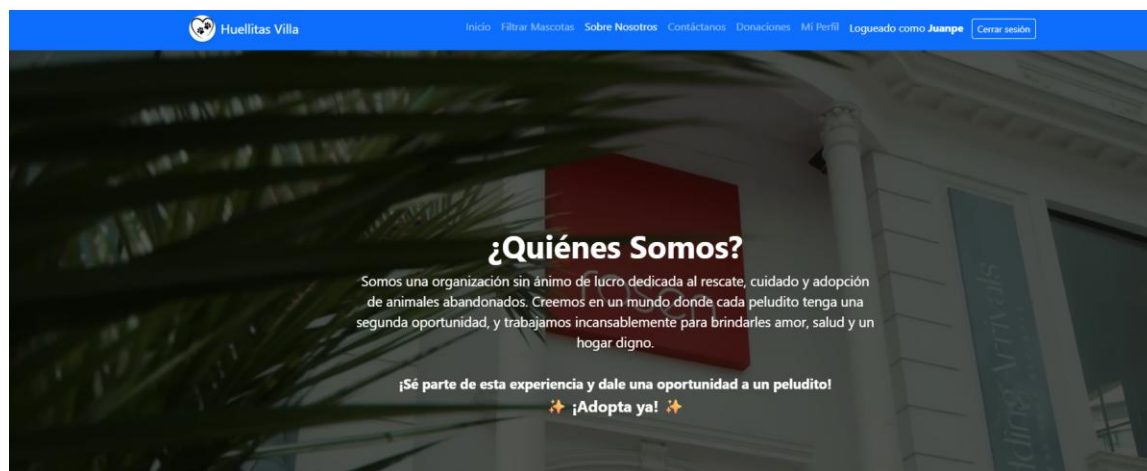 Huellitas Villa
Inicio Filtrar Mascotas Sobre Nosotros Contáctanos Donaciones Mi Perfil Logueado como Juanpe Cerrar sesión
rosen
¿Quiénes Somos?
Somos una organización sin ánimo de lucro dedicada al rescate, cuidado y adopción
de animales abandonados. Creemos en un mundo donde cada peludito tenga una
segunda oportunidad, y trabajamos incansablemente para brindarles amor, salud y un
hogar digno.
¡Sé parte de esta experiencia y dale una oportunidad a un peludito!
✨ ¡Adopta ya! ✨